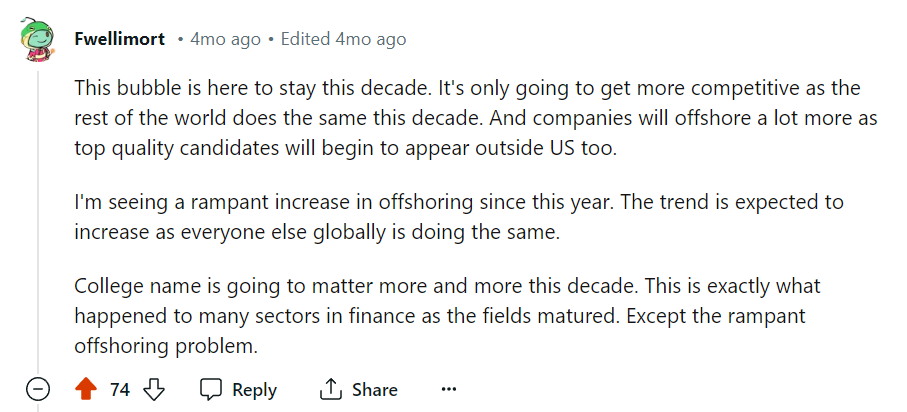 Fwellimort • 4mo ago • Edited 4mo ago
This bubble is here to stay this decade. It's only going to get more competitive as the
rest of the world does the same this decade. And companies will offshore a lot more as
top quality candidates will begin to appear outside US too.
I'm seeing a rampant increase in offshoring since this year. The trend is expected to
increase as everyone else globally is doing the same.
College name is going to matter more and more this decade. This is exactly what
happened to many sectors in finance as the fields matured. Except the rampant
offshoring problem.
74 Reply Share ...